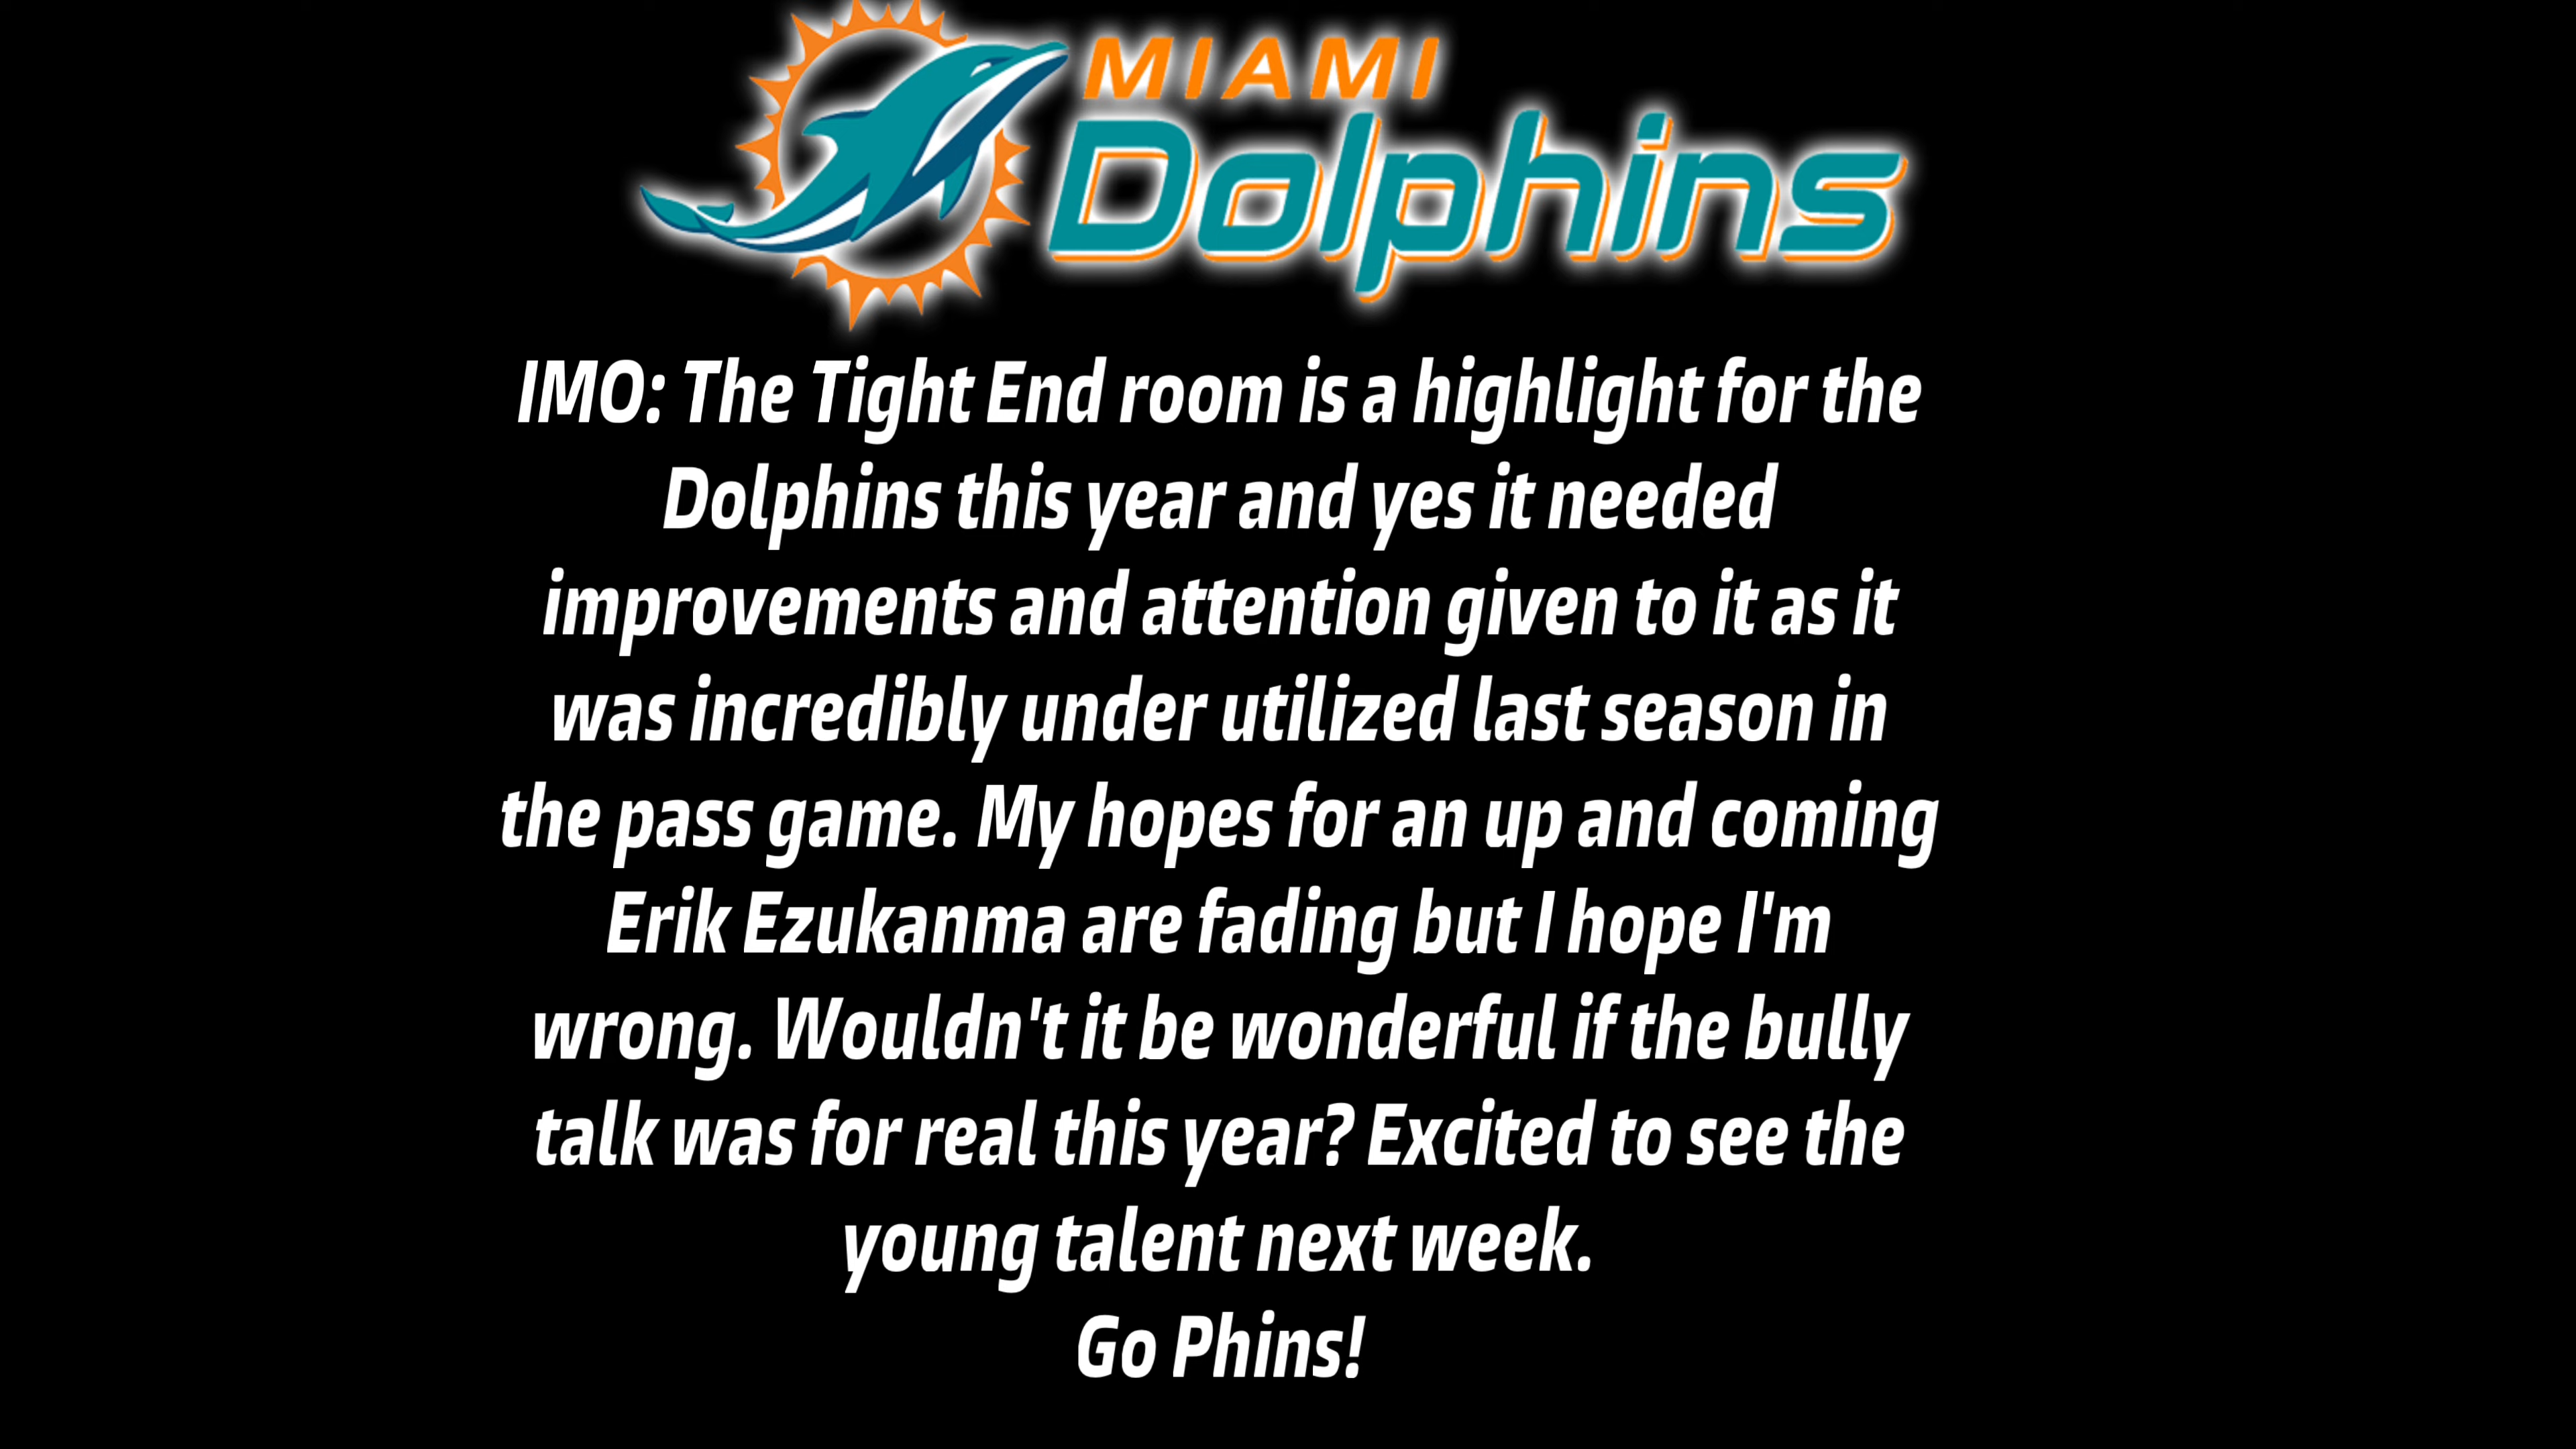 MIAMI
Dolphins
IMO: The Tight End room is a highlight for the
Dolphins this year and yes it needed
improvements and attention given to it as it
was incredibly under utilized last season in
the pass game. My hopes for an up and coming
Erik Ezukanma are fading but I hope I'm
wrong. Wouldn't it be wonderful if the bully
talk was for real this year? Excited to see the
young talent next week.
Go Phins!